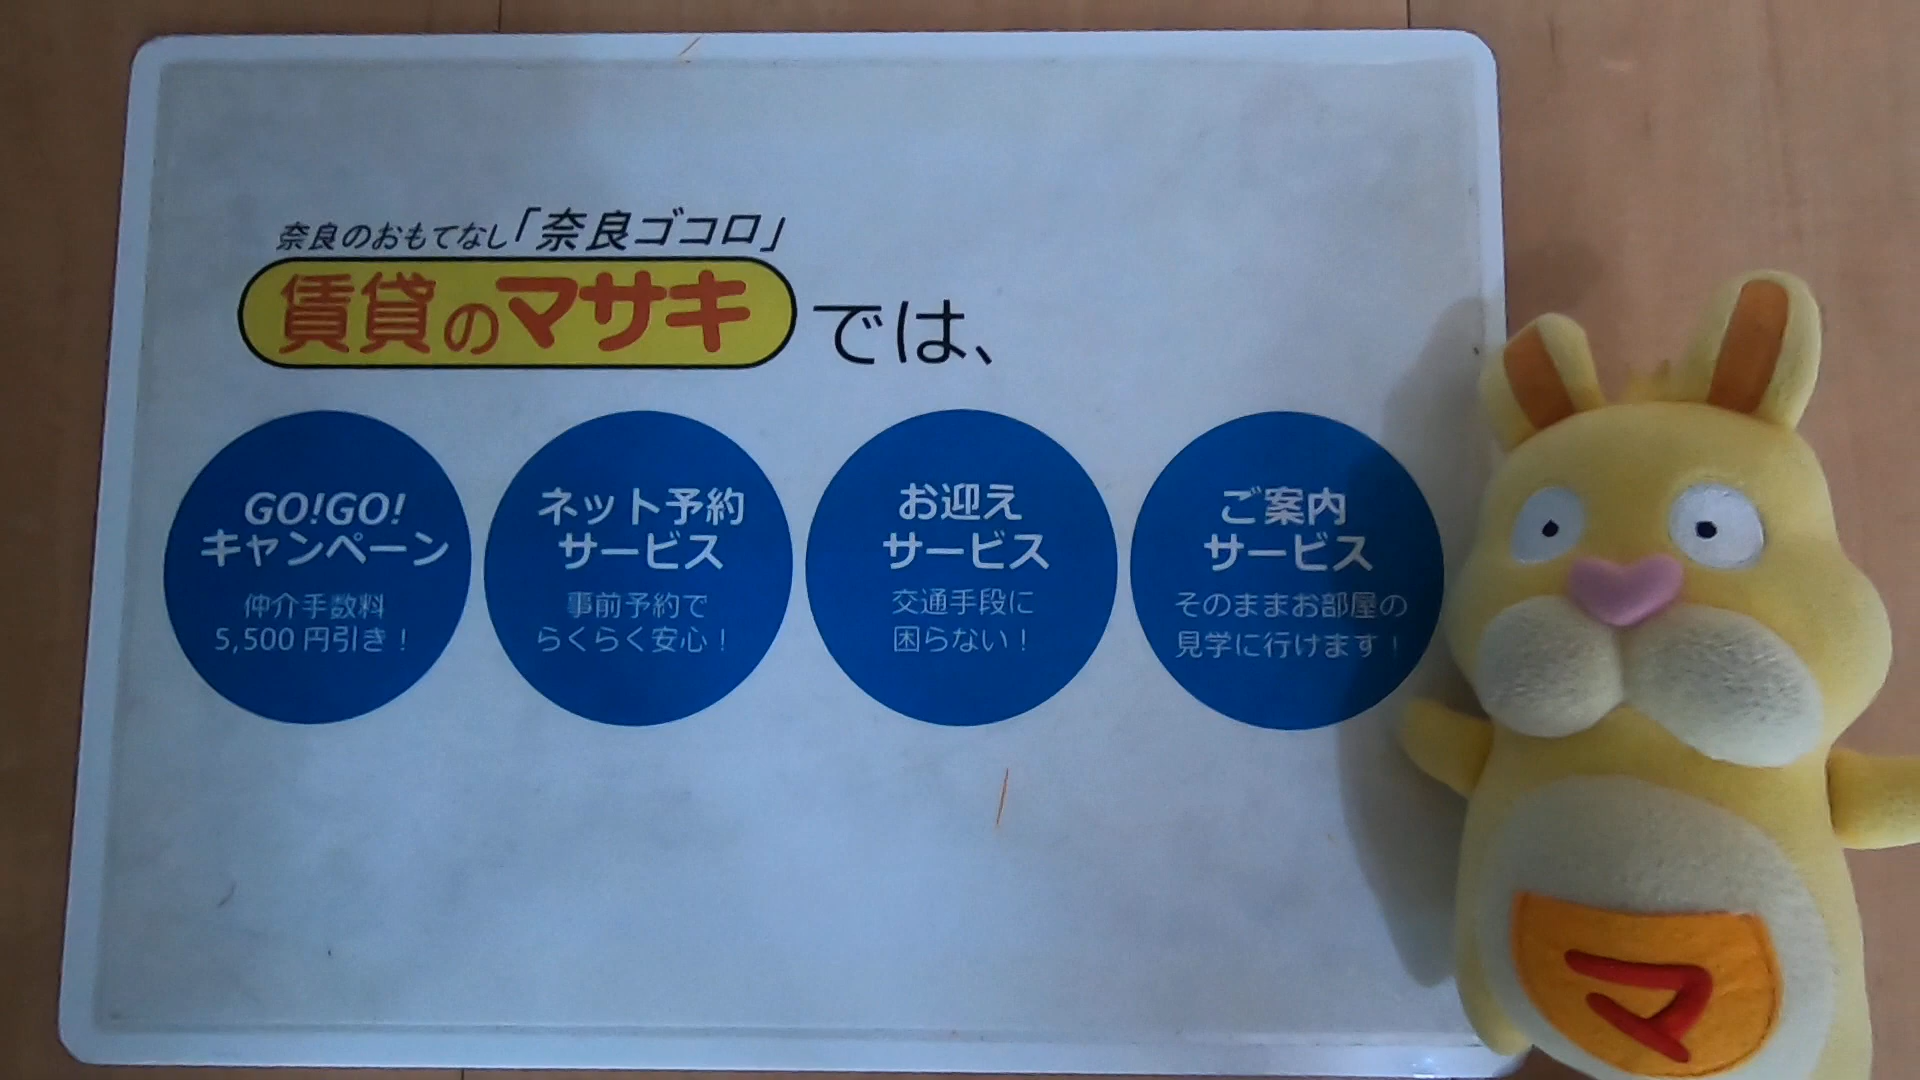 奈良のおもてなし「奈良ゴコロ」
賃貸のマサキでは、
GO!GO!
キャンペーン
仲介手数料
5,500円引き！
ネット予約
サービス
事前予約で
らくらく安心！
お迎え
サービス
交通手段に
困らない！
ご案内
サービス
そのままお部屋の
見学に行けます！
マ